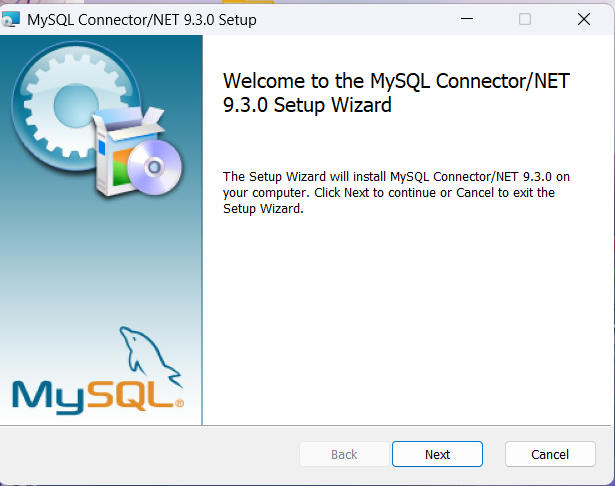 MySQL Connector/NET 9.3.0 Setup
Welcome to the MySQL Connector/NET
9.3.0 Setup Wizard
The Setup Wizard will install MySQL Connector/NET 9.3.0 on
your computer. Click Next to continue or Cancel to exit the
Setup Wizard.
MySQL®
Back
Next
Cancel